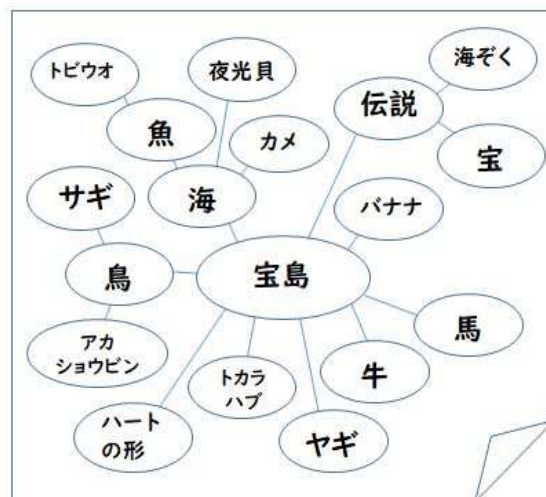 トビウオ
夜光貝
海ぞく
伝説
魚
カメ
宝
サギ
海
バナナ
鳥
宝島
馬
アカ
ショウビン
トカラ
ハブ
牛
ハート
の形
ヤギ